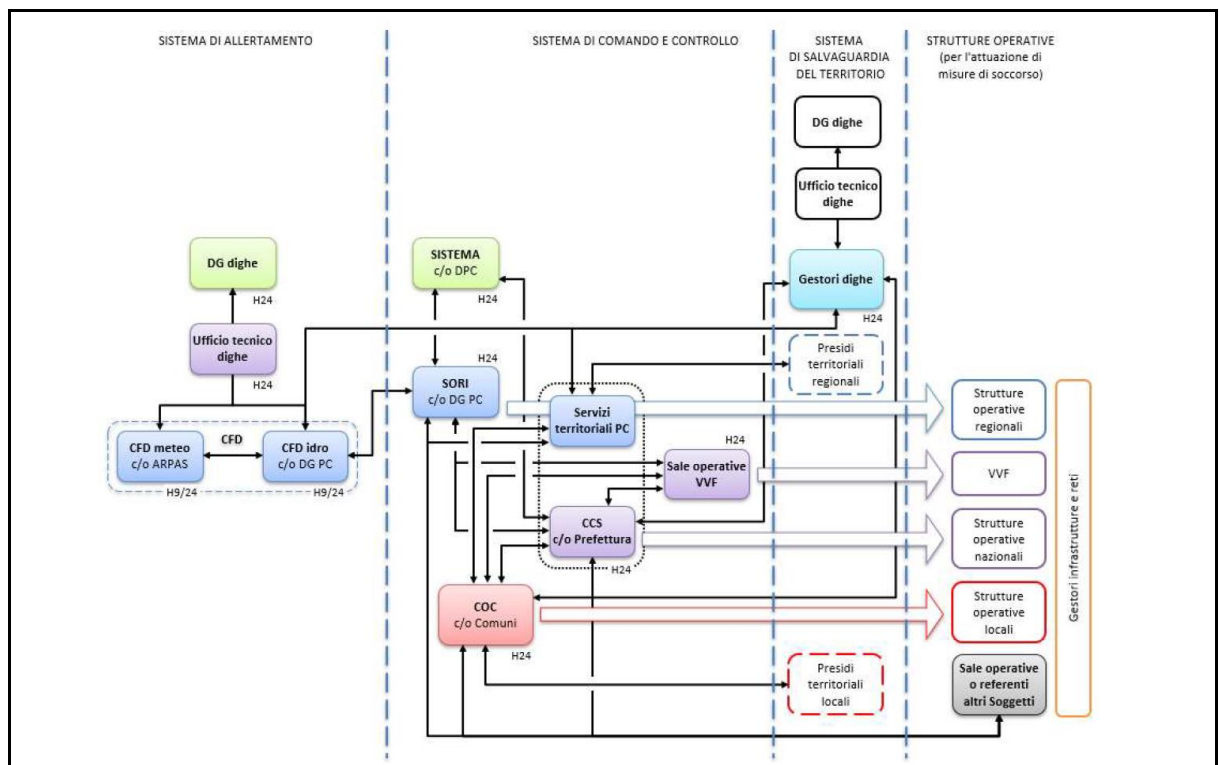 SISTEMA DI ALLERTAMENTO
SISTEMA DI COMANDO E CONTROLLO
SISTEMA
DI SALVAGUARDIA
DEL TERRITORIO
STRUTTURE OPERATIVE
(per l'attuazione di
misure di soccorso)
DG dighe
Ufficio tecnico
dighe
DG dighe
H24
SISTEMA
c/o DPC
H24
Gestori dighe
H24
Ufficio tecnico
dighe
H24
Presidi
territoriali
regionali
H24
SORI
c/o DG PC
Servizi
territoriali PC
Strutture
operative
regionali
CFD meteo
c/o ARPAS
H9/24
CFD
CFD idro
c/o DG PC
H9/24
H24
Sale operative
VVF
VVF
CCS
c/o Prefettura
H24
Strutture
operative
nazionali
COC
c/o Comuni
H24
Strutture
operative
locali
Presidi
territoriali
locali
Sale operative
o referenti
altri Soggetti
Gestori infrastrutture e reti